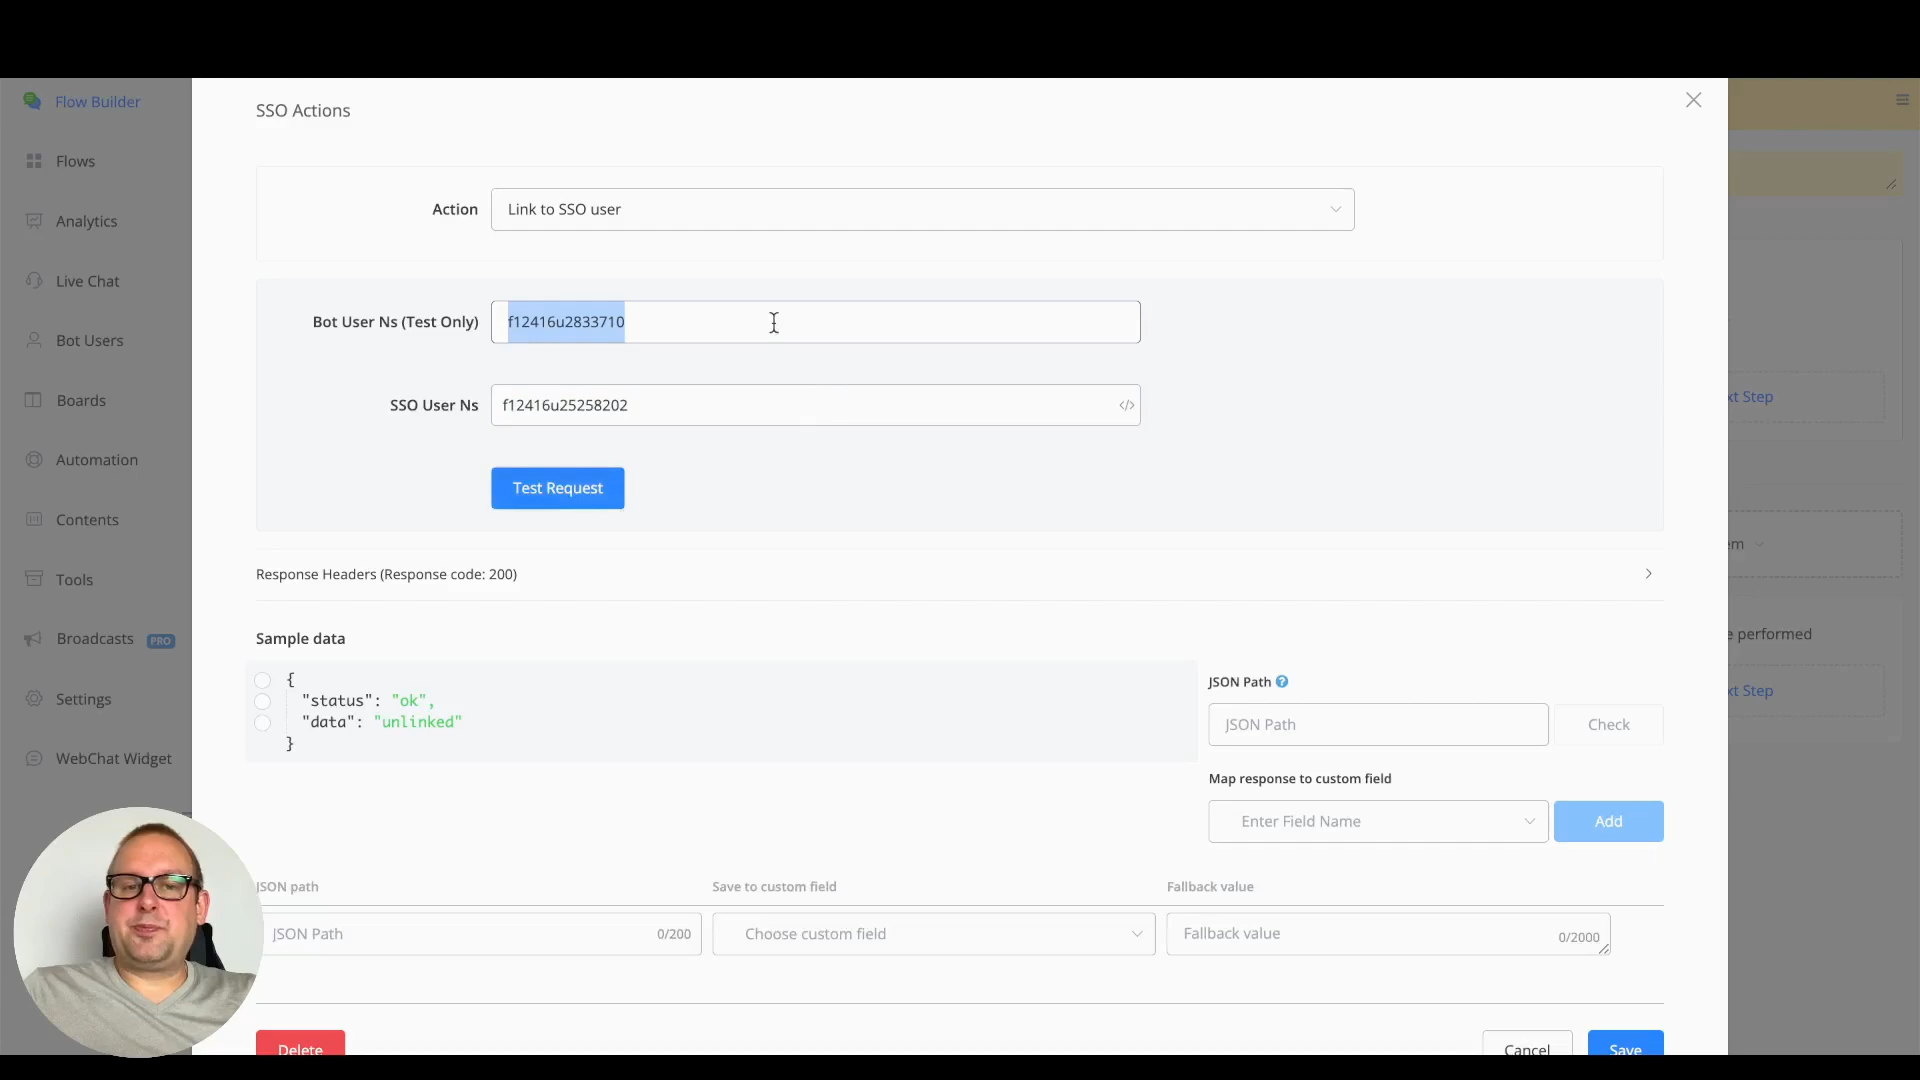 Flow Builder
Flows
Analytics
Live Chat
Bot Users
Boards
Automation
Contents
Tools
Broadcasts PRO
Settings
WebChat Widget
SSO Actions
Action Link to SSO user
Bot User Ns (Test Only) f12416u2833710
SSO User Ns f12416u25258202 </>
Test Request
Response Headers (Response code: 200)
Sample data
{
"status": "ok",
"data": "unlinked"
}
JSON Path ?
JSON Path Check
Map response to custom field
Enter Field Name Add
JSON path Save to custom field Fallback value
JSON Path 0/200 Choose custom field Fallback value 0/2000
Delete Cancel Save
xt Step
em
e performed
xt Step